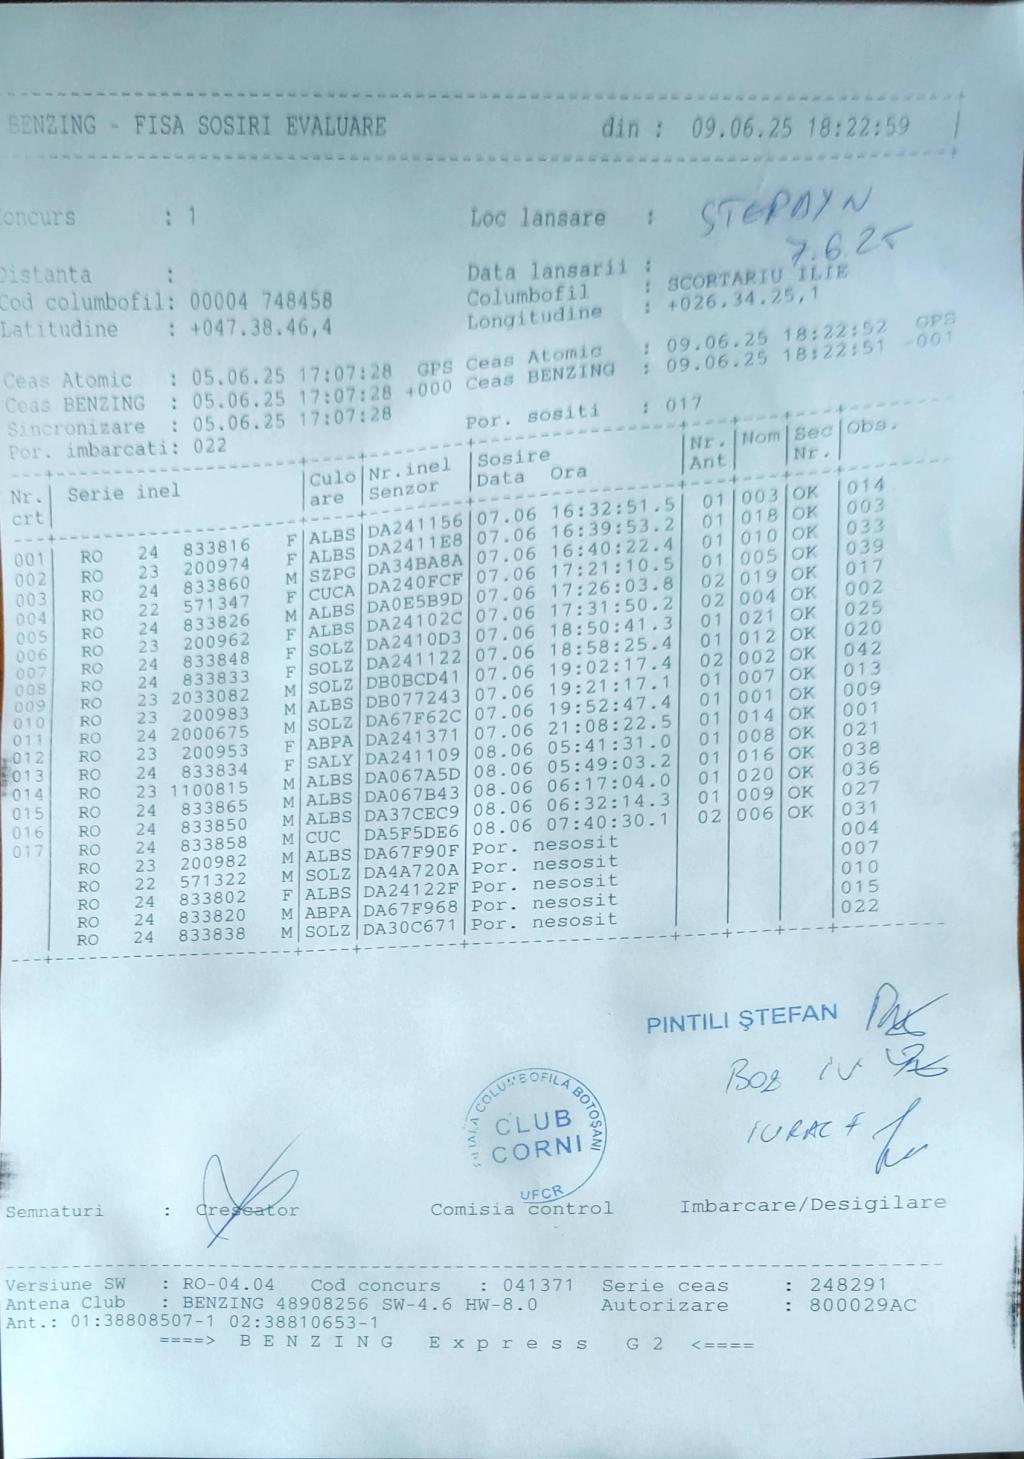 BENZING - FISA SOSIRI EVALUARE din : 09.06.25 18:22:59
Concurs : 1 Loc lansare : ȘTEPAYN
Distanta : Data lansarii : 7.6.25
Cod columbofil: 00004 748458 Columbofil : SCORTARIU ILIE
Latitudine : +047.38.46,4 Longitudine : +026.34.25,1
Ceas Atomic : 05.06.25 17:07:28 GPS Ceas Atomic : 09.06.25 18:22:52 GPS
Ceas BENZING : 05.06.25 17:07:28 +000 Ceas BENZING : 09.06.25 18:22:51 -001
Sincronizare : 05.06.25 17:07:28
Por. imbarcati: 022 Por. sositi : 017
Nr. Serie inel Culo Nr.inel Sosire Nr. Nom Sec Obs.
crt are Senzor Data Ora Ant Nr.
001 RO 24 833816 F ALBS DA241156 07.06 16:32:51.5 01 003 OK 014
002 RO 23 200974 F ALBS DA2411E8 07.06 16:39:53.2 01 018 OK 003
003 RO 24 833860 M SZPG DA34BA8A 07.06 16:40:22.4 01 010 OK 033
004 RO 22 571347 F CUCA DA240FCF 07.06 17:21:10.5 01 005 OK 039
005 RO 24 833826 M ALBS DA0E5B9D 07.06 17:26:03.8 02 019 OK 017
006 RO 23 200962 F ALBS DA24102C 07.06 17:31:50.2 02 004 OK 002
007 RO 24 833848 F SOLZ DA2410D3 07.06 18:50:41.3 01 021 OK 025
008 RO 24 833833 F SOLZ DA241122 07.06 18:58:25.4 01 012 OK 020
009 RO 23 2033082 M SOLZ DB0BCD41 07.06 19:02:17.4 02 002 OK 042
010 RO 23 200983 M ALBS DB077243 07.06 19:21:17.1 01 007 OK 013
011 RO 24 2000675 M SOLZ DA67F62C 07.06 19:52:47.4 01 001 OK 009
012 RO 23 200953 F ABPA DA241371 07.06 21:08:22.5 01 014 OK 001
013 RO 24 833834 F SALY DA241109 08.06 05:41:31.0 01 008 OK 021
014 RO 23 1100815 M ALBS DA067A5D 08.06 05:49:03.2 01 016 OK 038
015 RO 24 833865 M ALBS DA067B43 08.06 06:17:04.0 01 020 OK 036
016 RO 24 833850 M ALBS DA37CEC9 08.06 06:32:14.3 01 009 OK 027
017 RO 24 833858 M CUC DA5F5DE6 08.06 07:40:30.1 02 006 OK 031
RO 23 200982 M ALBS DA67F90F Por. nesosit 004
RO 22 571322 M SOLZ DA4A720A Por. nesosit 007
RO 24 833802 F ALBS DA24122F Por. nesosit 010
RO 24 833820 M ABPA DA67F968 Por. nesosit 015
RO 24 833838 M SOLZ DA30C671 Por. nesosit 022
PINTILI ȘTEFAN
COLUMBOFILA BOTOȘANI
CLUB
CORNI
UFCR
Semnaturi : Crescator Comisia control Imbarcare/Desigilare
Versiune SW : RO-04.04 Cod concurs : 041371 Serie ceas : 248291
Antena Club : BENZING 48908256 SW-4.6 HW-8.0 Autorizare : 800029AC
Ant.: 01:38808507-1 02:38810653-1
====> B E N Z I N G E x p r e s s G 2 <====